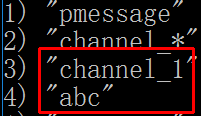 1) "pmessage"
2) "channel_*"
3) "channel_1"
4) "abc"